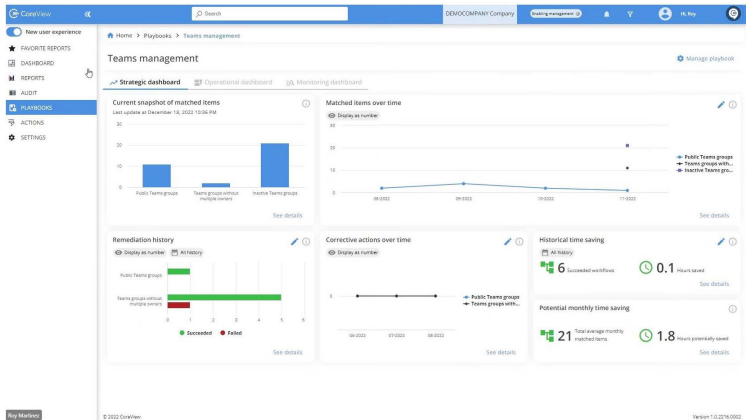 CoreView
Search
DEMOCOMPANY Company
Enabling management
Hi, Roy
New user experience
Home > Playbooks > Teams management
FAVORITE REPORTS
DASHBOARD
REPORTS
AUDIT
PLAYBOOKS
ACTIONS
SETTINGS
Teams management
Manage playbook
Strategic dashboard
Operational dashboard
Monitoring dashboard
Current snapshot of matched items
Last update at December 18, 2022 10:36 PM
30
20
10
0
Public Teams groups
Teams groups without multiple owners
Inactive Teams groups
See details
Matched items over time
Display as number
30
20
10
0
08-2022
09-2022
10-2022
11-2022
Public Teams groups
Teams groups with...
Inactive Teams gro...
See details
Remediation history
Display as number
All history
Public Teams groups
Teams groups without
multiple owners
0 1 2 3 4 5 6
Succeeded
Failed
See details
Corrective actions over time
Display as number
0
06-2022
07-2022
08-2022
Public Teams groups
Teams groups with...
See details
Historical time saving
All history
6 Succeeded workflows
0.1 Hours saved
See details
Potential monthly time saving
21 Total average monthly
matched items
1.8 Hours potentially saved
See details
Roy Martinez
© 2022 CoreView
Version 1.0.2216.0002